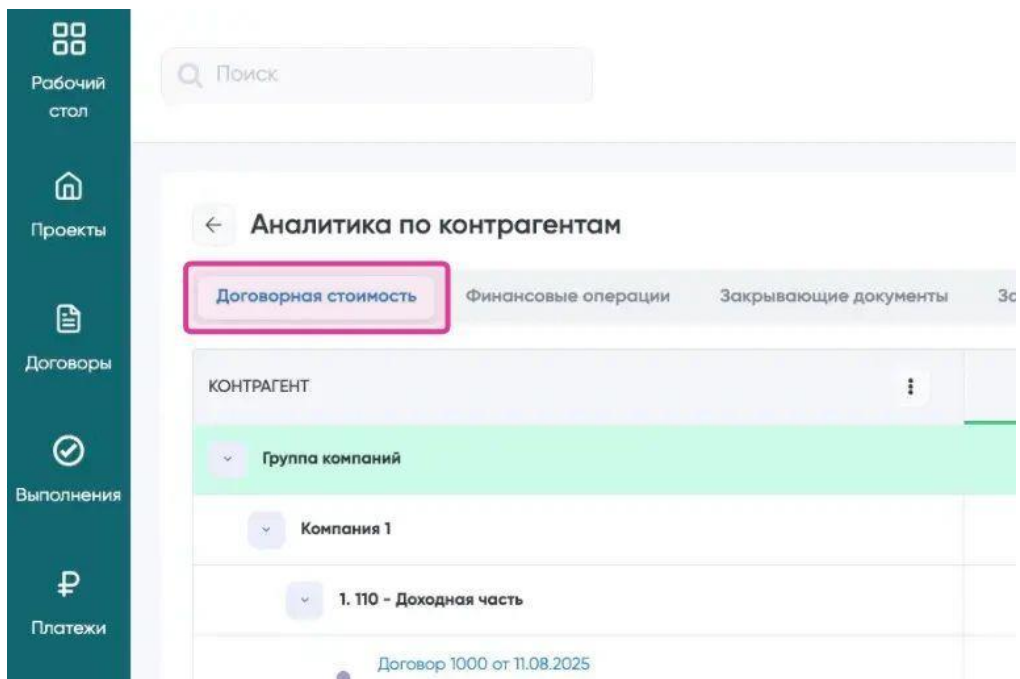 Рабочий
стол
Поиск
Проекты
Аналитика по контрагентам
Договорная стоимость Финансовые операции Закрывающие документы
Договоры
КОНТРАГЕНТ
Группа компаний
Выполнения
Компания 1
1. 110 - Доходная часть
Платежи
Договор 1000 от 11.08.2025